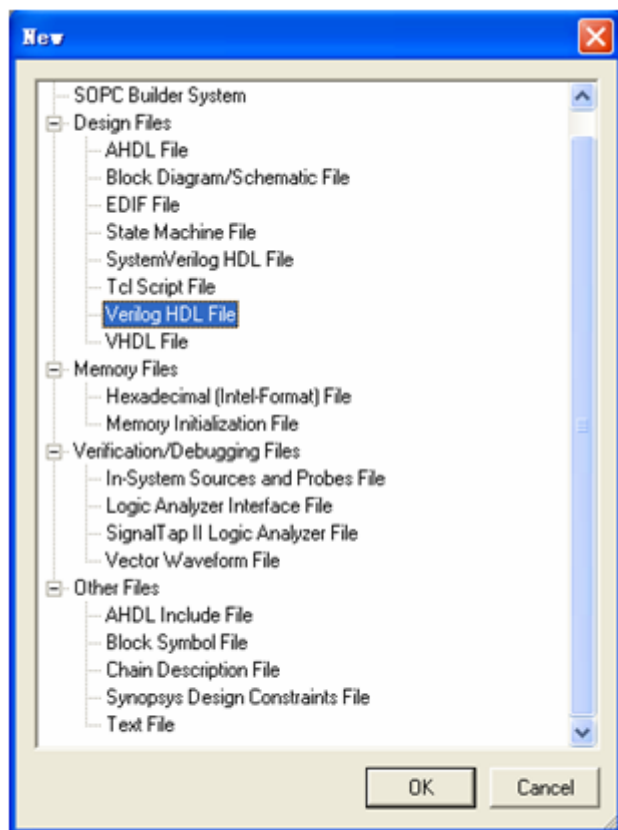 New
SOPC Builder System
Design Files
AHDL File
Block Diagram/Schematic File
EDIF File
State Machine File
SystemVerilog HDL File
Tcl Script File
Verilog HDL File
VHDL File
Memory Files
Hexadecimal (Intel-Format) File
Memory Initialization File
Verification/Debugging Files
In-System Sources and Probes File
Logic Analyzer Interface File
SignalTap II Logic Analyzer File
Vector Waveform File
Other Files
AHDL Include File
Block Symbol File
Chain Description File
Synopsys Design Constraints File
Text File
OK Cancel